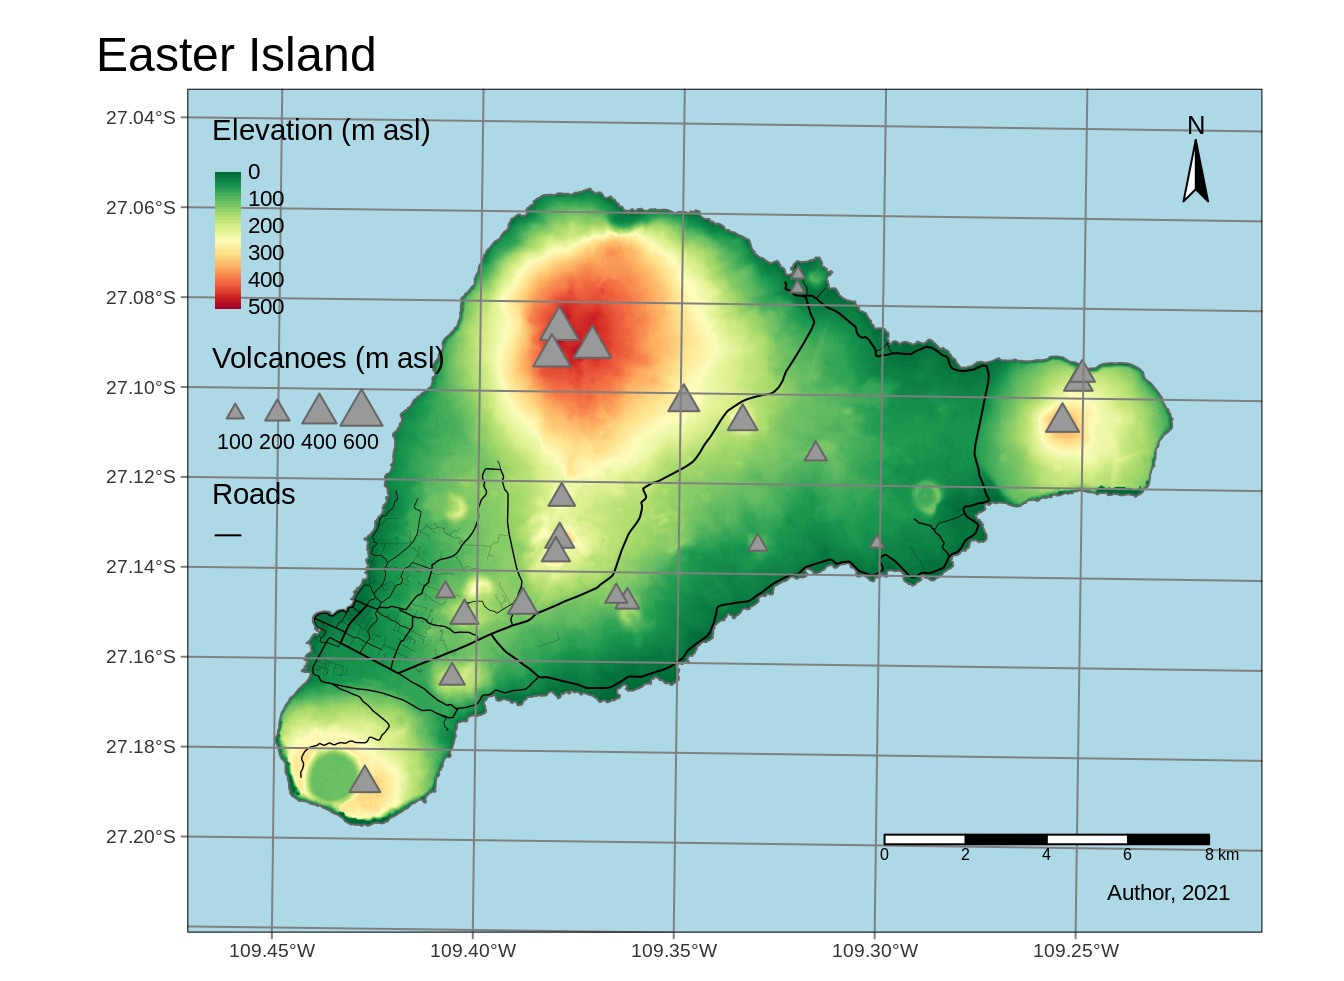 Easter Island
27.04°S
27.06°S
27.08°S
27.10°S
27.12°S
27.14°S
27.16°S
27.18°S
27.20°S
Elevation (m asl)
0
100
200
300
400
500
Volcanoes (m asl)
100 200 400 600
Roads
N
0 2 4 6 8 km
Author, 2021
109.45°W 109.40°W 109.35°W 109.30°W 109.25°W